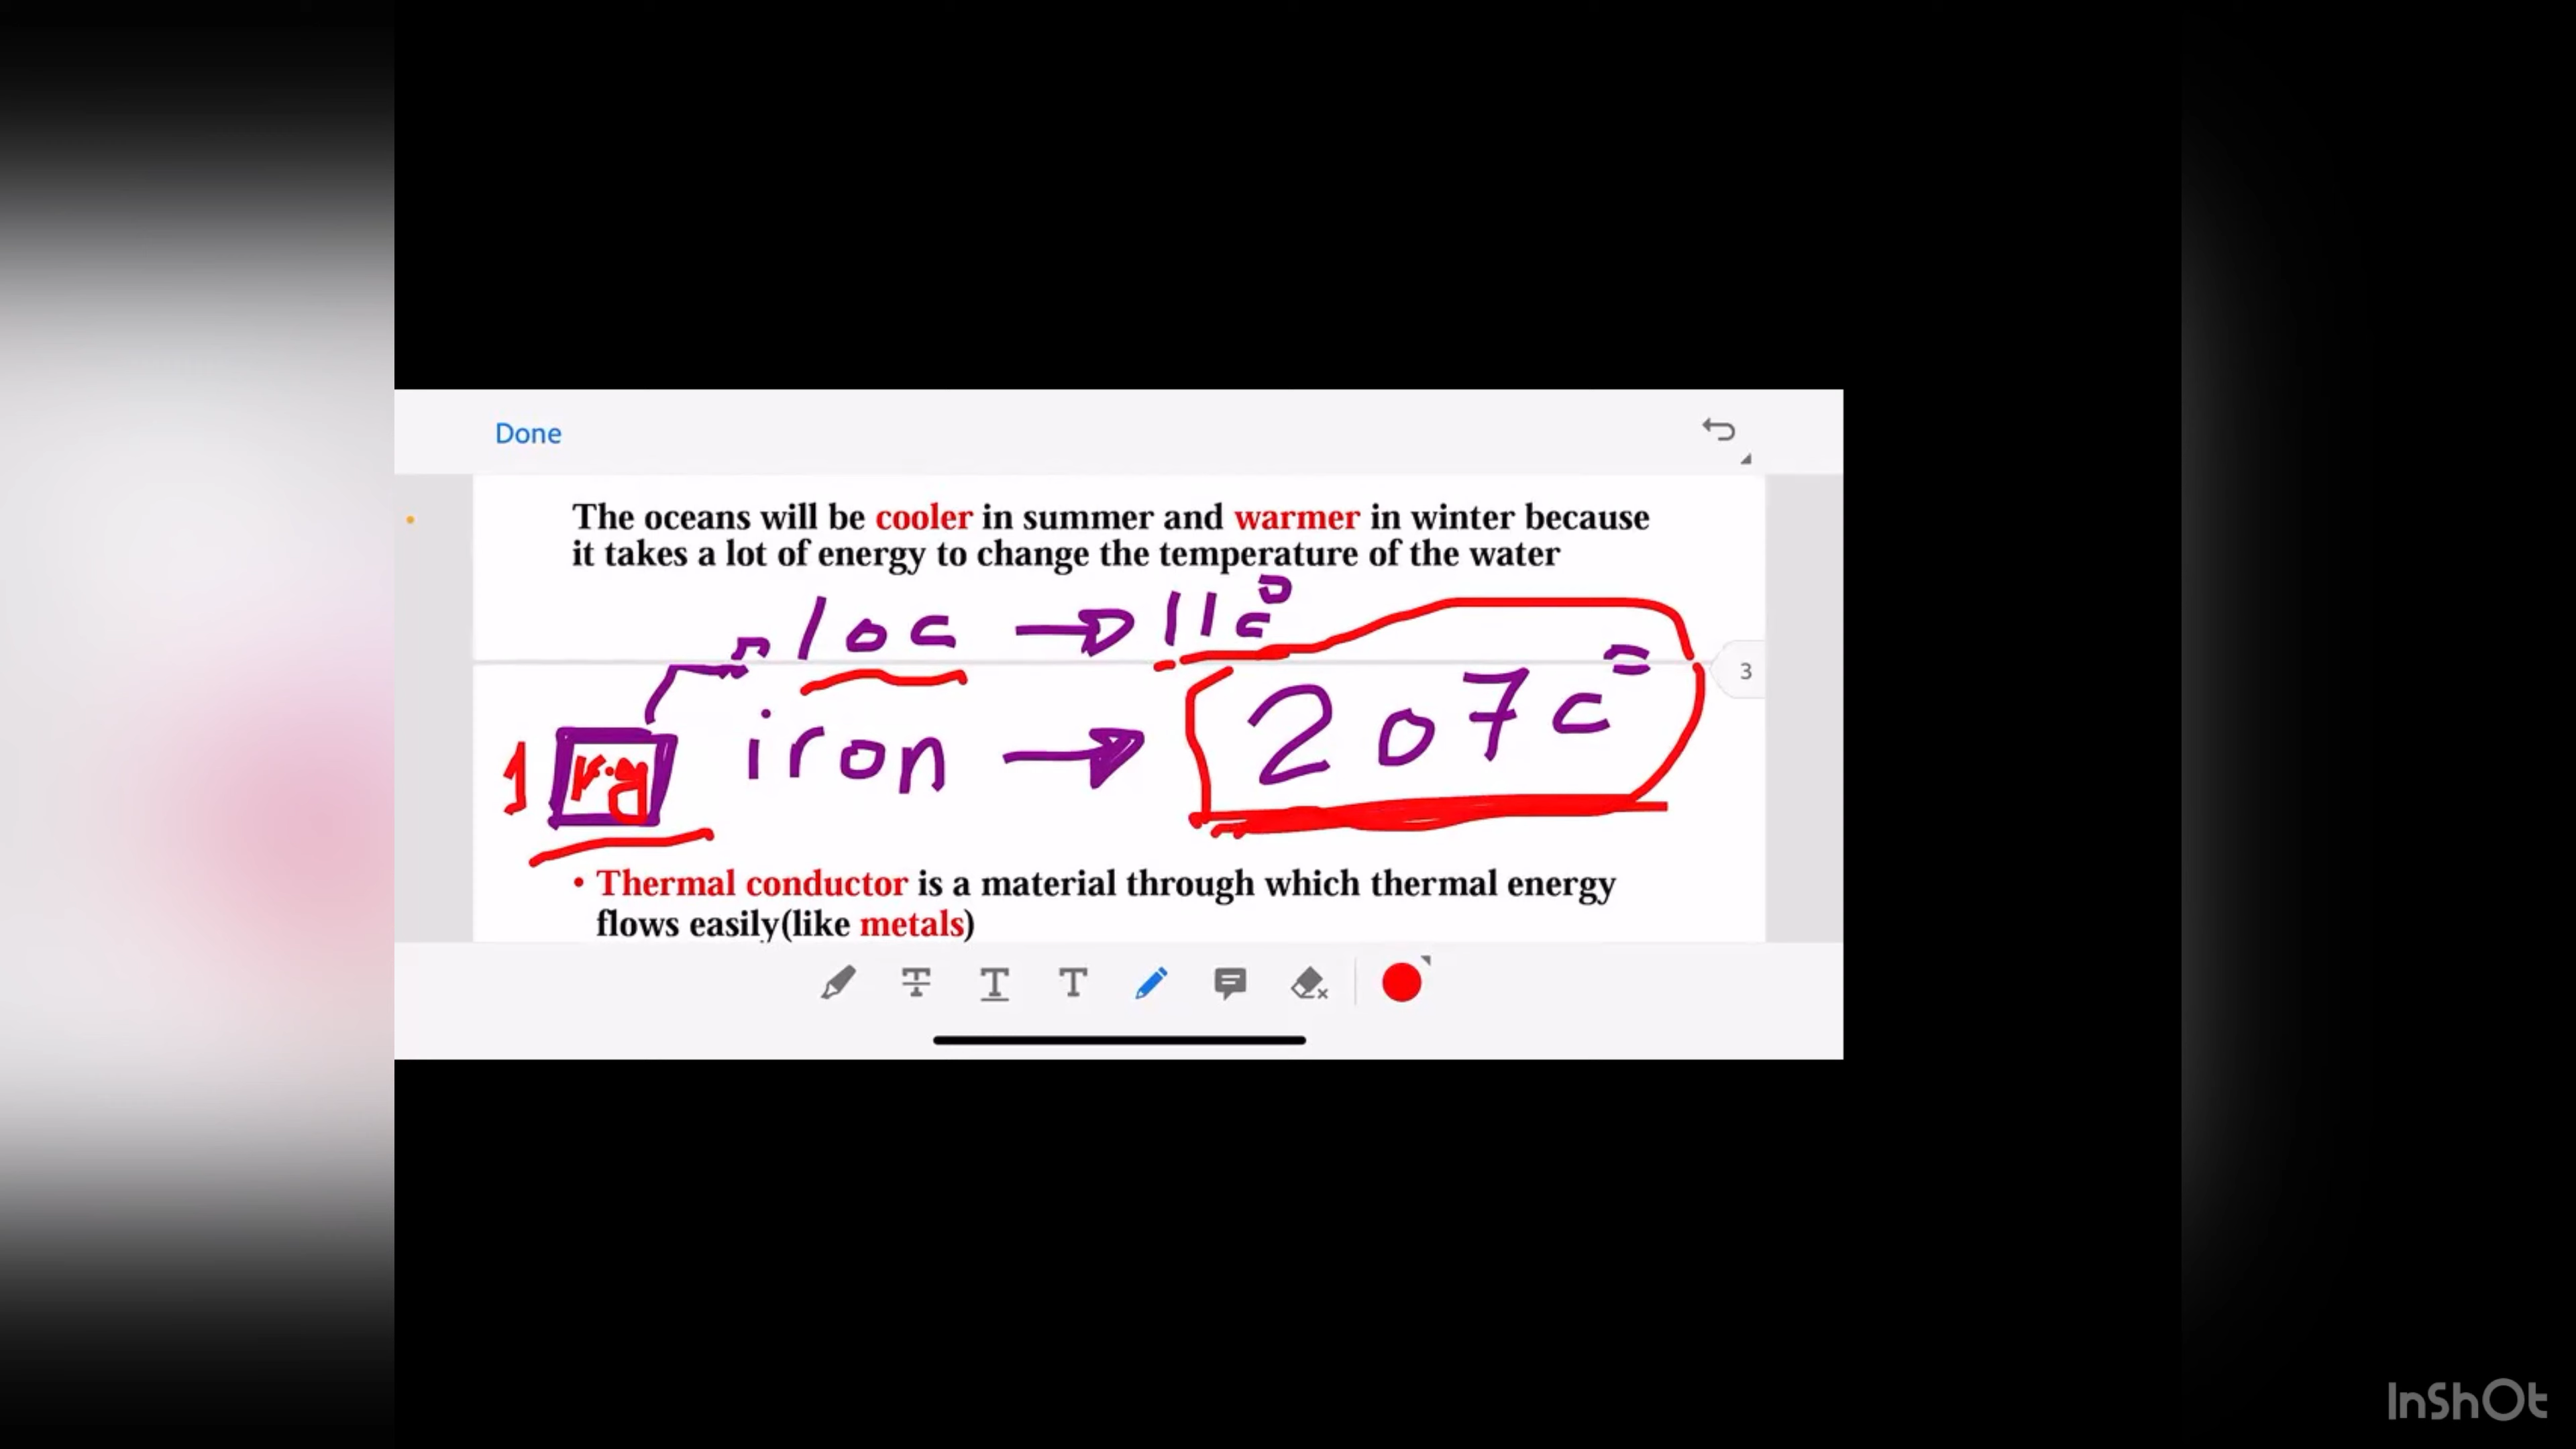 Done
The oceans will be cooler in summer and warmer in winter because
it takes a lot of energy to change the temperature of the water
10c → 11c°
3
iron → 207c°
1 k.g
• Thermal conductor is a material through which thermal energy
flows easily(like metals)
InShOt